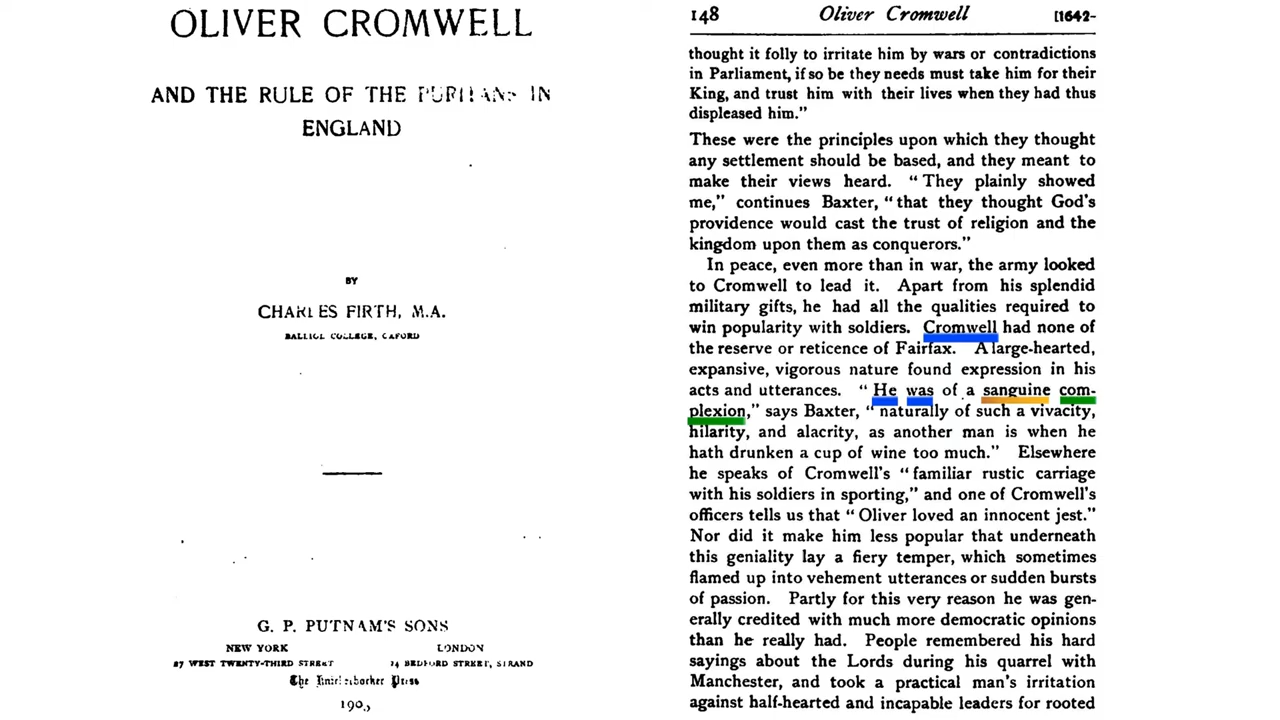 OLIVER CROMWELL
AND THE RULE OF THE PURITANS IN
ENGLAND
BY
CHARLES FIRTH, M.A.
BALLIOL COLLEGE, OXFORD
G. P. PUTNAM'S SONS
NEW YORK LONDON
27 WEST TWENTY-THIRD STREET 24 BEDFORD STREET, STRAND
The Knickerbocker Press
148 Oliver Cromwell [1642-
thought it folly to irritate him by wars or contradictions
in Parliament, if so be they needs must take him for their
King, and trust him with their lives when they had thus
displeased him."
These were the principles upon which they thought
any settlement should be based, and they meant to
make their views heard. "They plainly showed
me," continues Baxter, "that they thought God's
providence would cast the trust of religion and the
kingdom upon them as conquerors."
In peace, even more than in war, the army looked
to Cromwell to lead it. Apart from his splendid
military gifts, he had all the qualities required to
win popularity with soldiers. Cromwell had none of
the reserve or reticence of Fairfax. A large-hearted,
expansive, vigorous nature found expression in his
acts and utterances. "He was of a sanguine com-
plexion," says Baxter, "naturally of such a vivacity,
hilarity, and alacrity, as another man is when he
hath drunken a cup of wine too much." Elsewhere
he speaks of Cromwell's "familiar rustic carriage
with his soldiers in sporting," and one of Cromwell's
officers tells us that "Oliver loved an innocent jest."
Nor did it make him less popular that underneath
this geniality lay a fiery temper, which sometimes
flamed up into vehement utterances or sudden bursts
of passion. Partly for this very reason he was gen-
erally credited with much more democratic opinions
than he really had. People remembered his hard
sayings about the Lords during his quarrel with
Manchester, and took a practical man's irritation
against half-hearted and incapable leaders for rooted